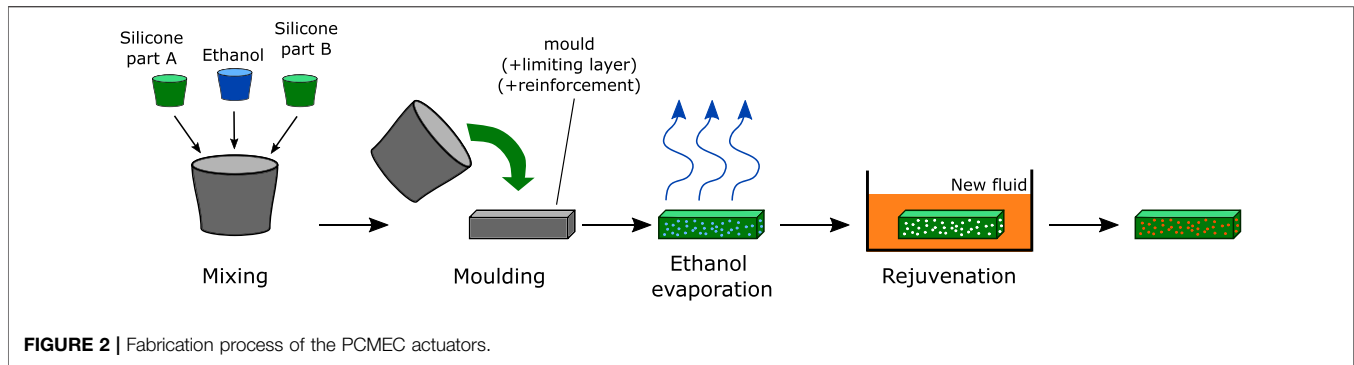 Silicone
part A
Ethanol
Silicone
part B
mould
(+limiting layer)
(+reinforcement)
New fluid
Mixing
Moulding
Ethanol
evaporation
Rejuvenation
FIGURE 2 | Fabrication process of the PCMEC actuators.